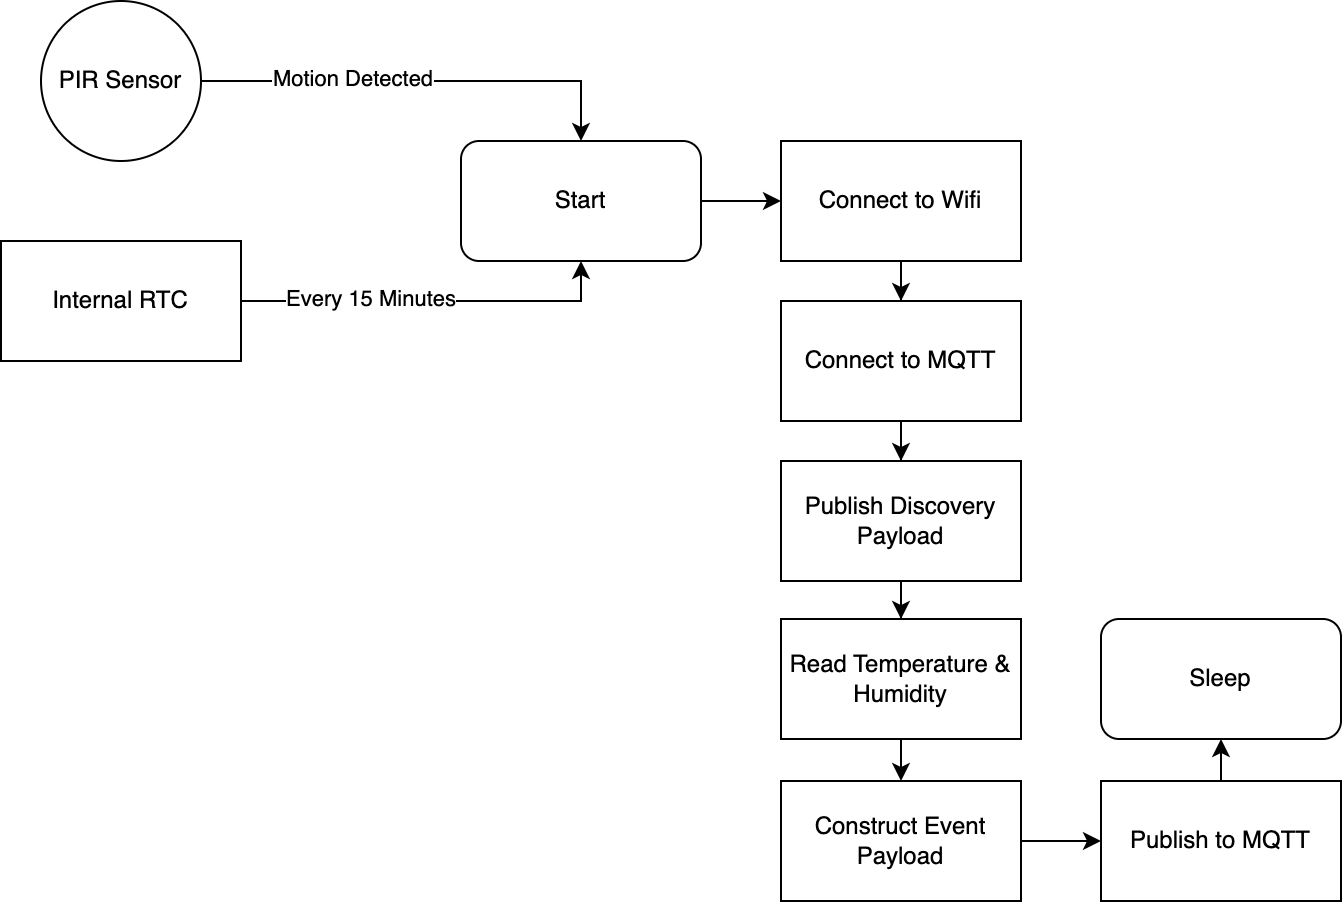 PIR Sensor
Motion Detected
Start
Connect to Wifi
Internal RTC
Every 15 Minutes
Connect to MQTT
Publish Discovery
Payload
Read Temperature &
Humidity
Sleep
Construct Event
Payload
Publish to MQTT